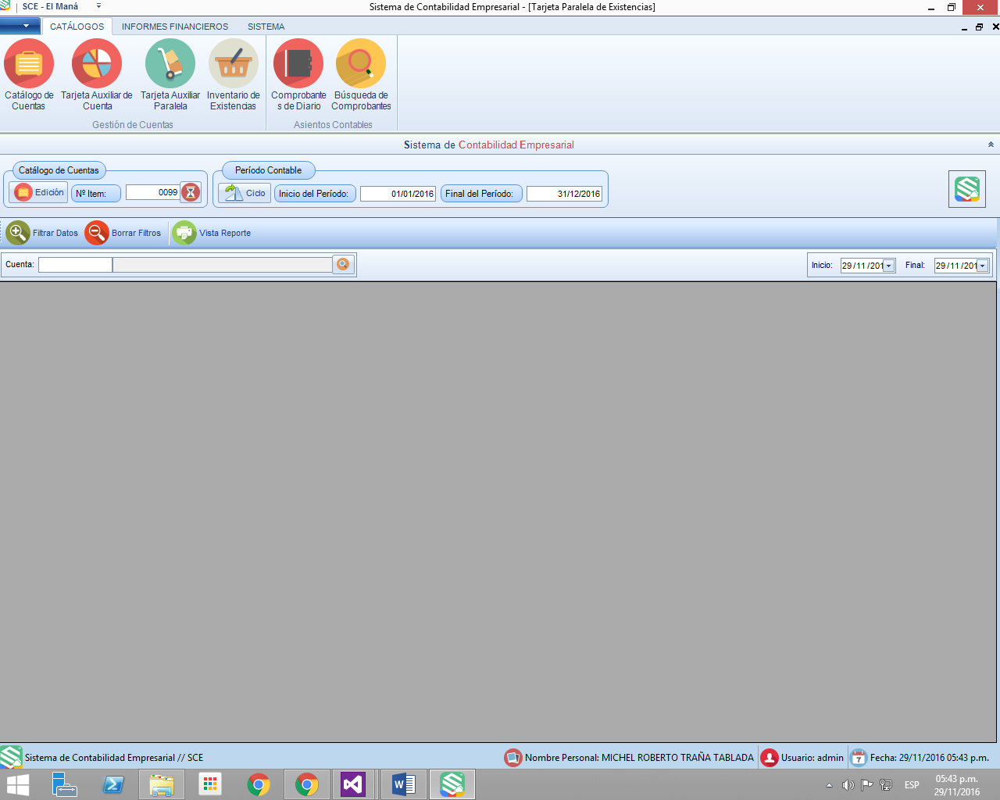 SCE - El Maná
Sistema de Contabilidad Empresarial - [Tarjeta Paralela de Existencias]
CATÁLOGOS
INFORMES FINANCIEROS
SISTEMA
Catálogo de Cuentas
Tarjeta Auxiliar de Cuenta
Tarjeta Auxiliar Paralela
Inventario de Existencias
Comprobante s de Diario
Búsqueda de Comprobantes
Gestión de Cuentas
Asientos Contables
Sistema de Contabilidad Empresarial
Catálogo de Cuentas
Período Contable
Edición
Nº Item:
0099
Ciclo
Inicio del Período:
01/01/2016
Final del Período:
31/12/2016
Filtrar Datos
Borrar Filtros
Vista Reporte
Cuenta:
Inicio:
29/11/201
Final:
29/11/201
Sistema de Contabilidad Empresarial // SCE
Nombre Personal: MICHEL ROBERTO TRAÑA TABLADA
Usuario: admin
7
Fecha: 29/11/2016 05:43 p.m.
ESP
05:43 p.m.
29/11/2016